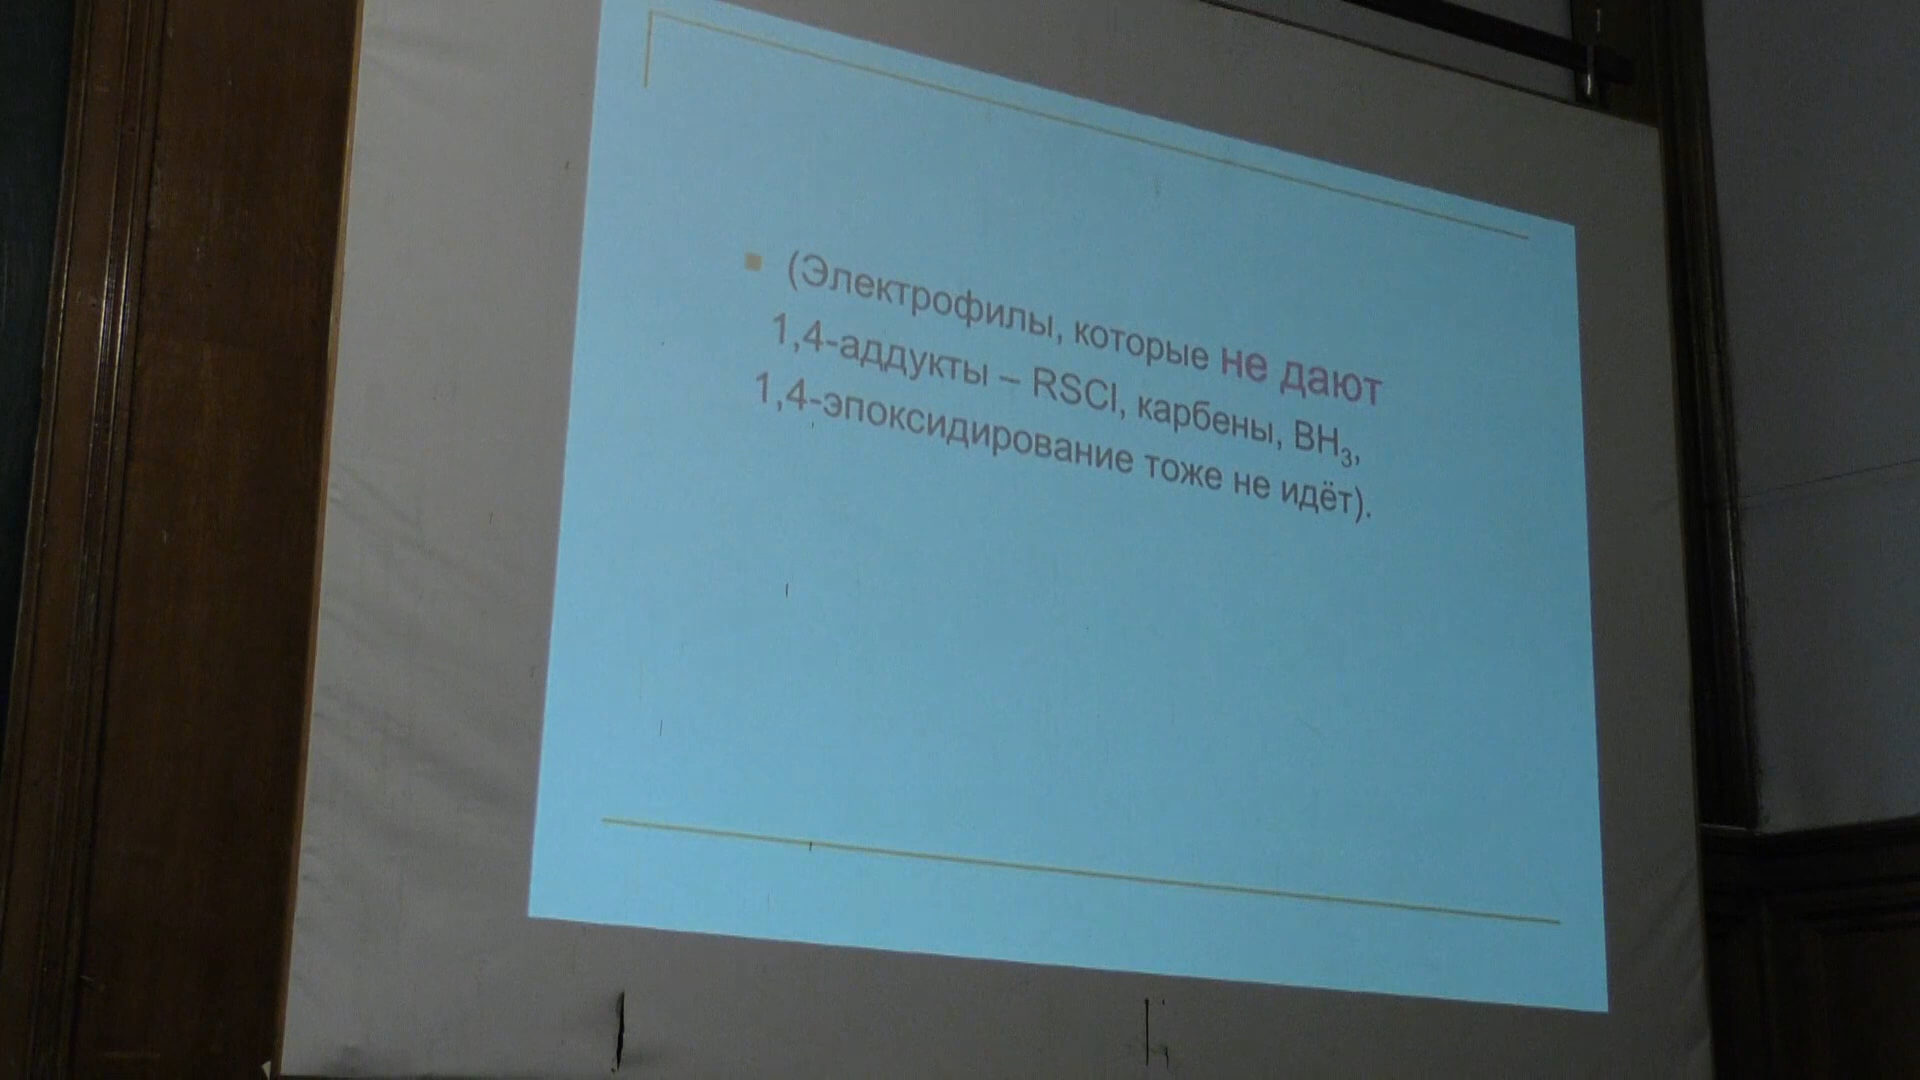 (Электрофилы, которые не дают
1,4-аддукты – RSCl, карбены, BH₃,
1,4-эпоксидирование тоже не идёт).